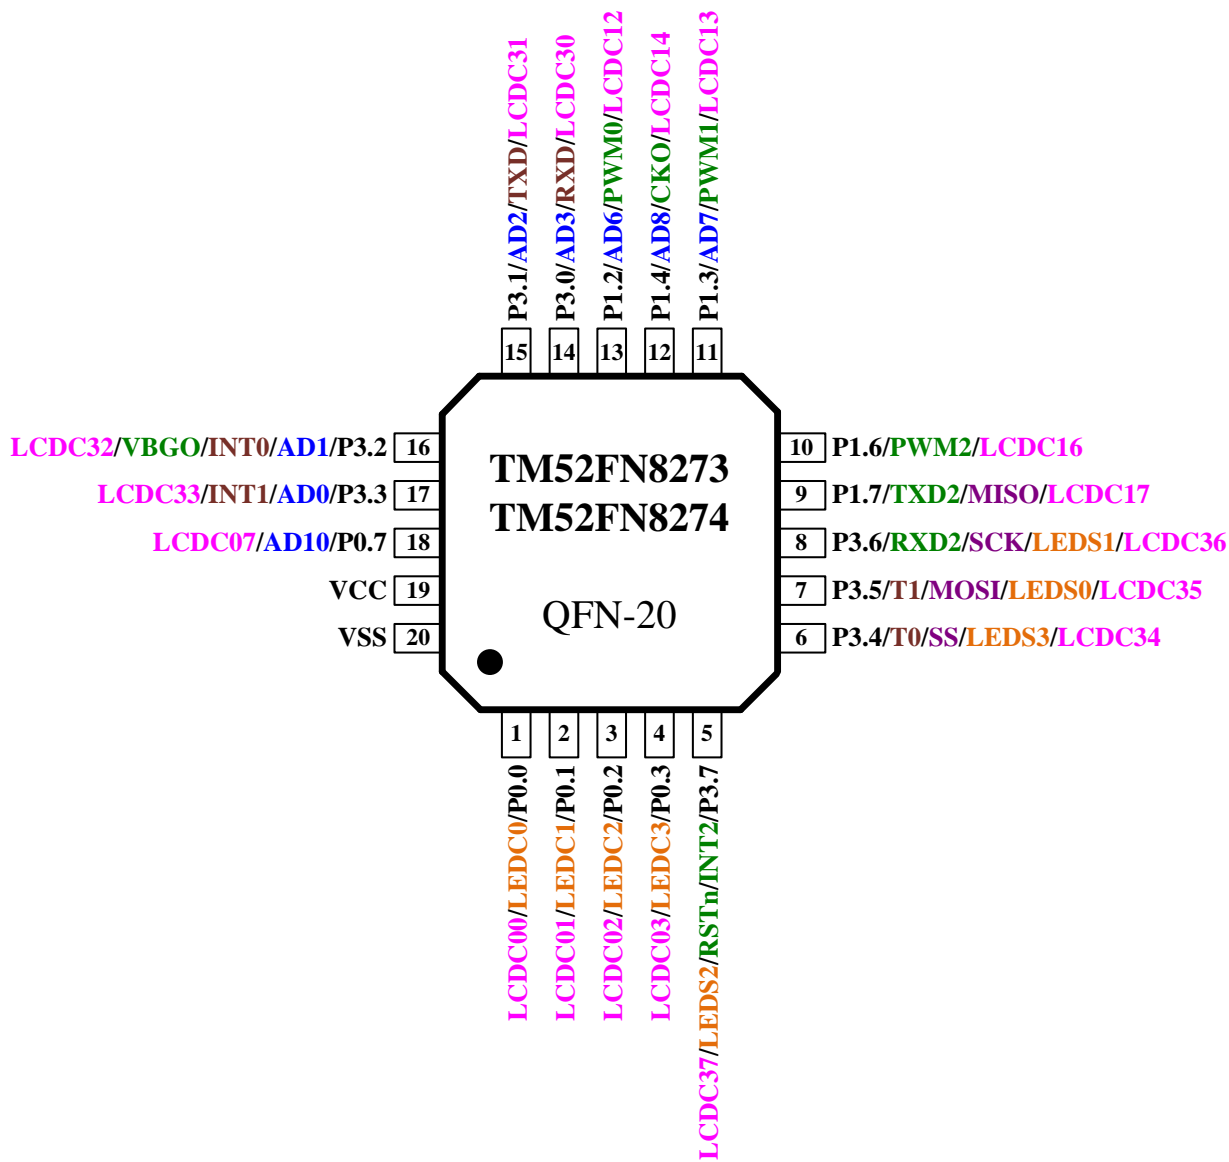 P3.1/AD2/TXD/LCDC31
P3.0/AD3/RXD/LCDC30
P1.2/AD6/PWM0/LCDC12
P1.4/AD8/CKO/LCDC14
P1.3/AD7/PWM1/LCDC13
15 14 13 12 11
LCDC32/VBGO/INT0/AD1/P3.2 16
LCDC33/INT1/AD0/P3.3 17
LCDC07/AD10/P0.7 18
VCC 19
VSS 20
TM52FN8273
TM52FN8274
QFN-20
10 P1.6/PWM2/LCDC16
9 P1.7/TXD2/MISO/LCDC17
8 P3.6/RXD2/SCK/LEDS1/LCDC36
7 P3.5/T1/MOSI/LEDS0/LCDC35
6 P3.4/T0/SS/LEDS3/LCDC34
1 2 3 4 5
LCDC00/LEDC0/P0.0
LCDC01/LEDC1/P0.1
LCDC02/LEDC2/P0.2
LCDC03/LEDC3/P0.3
LCDC37/LEDS2/RSTn/INT2/P3.7